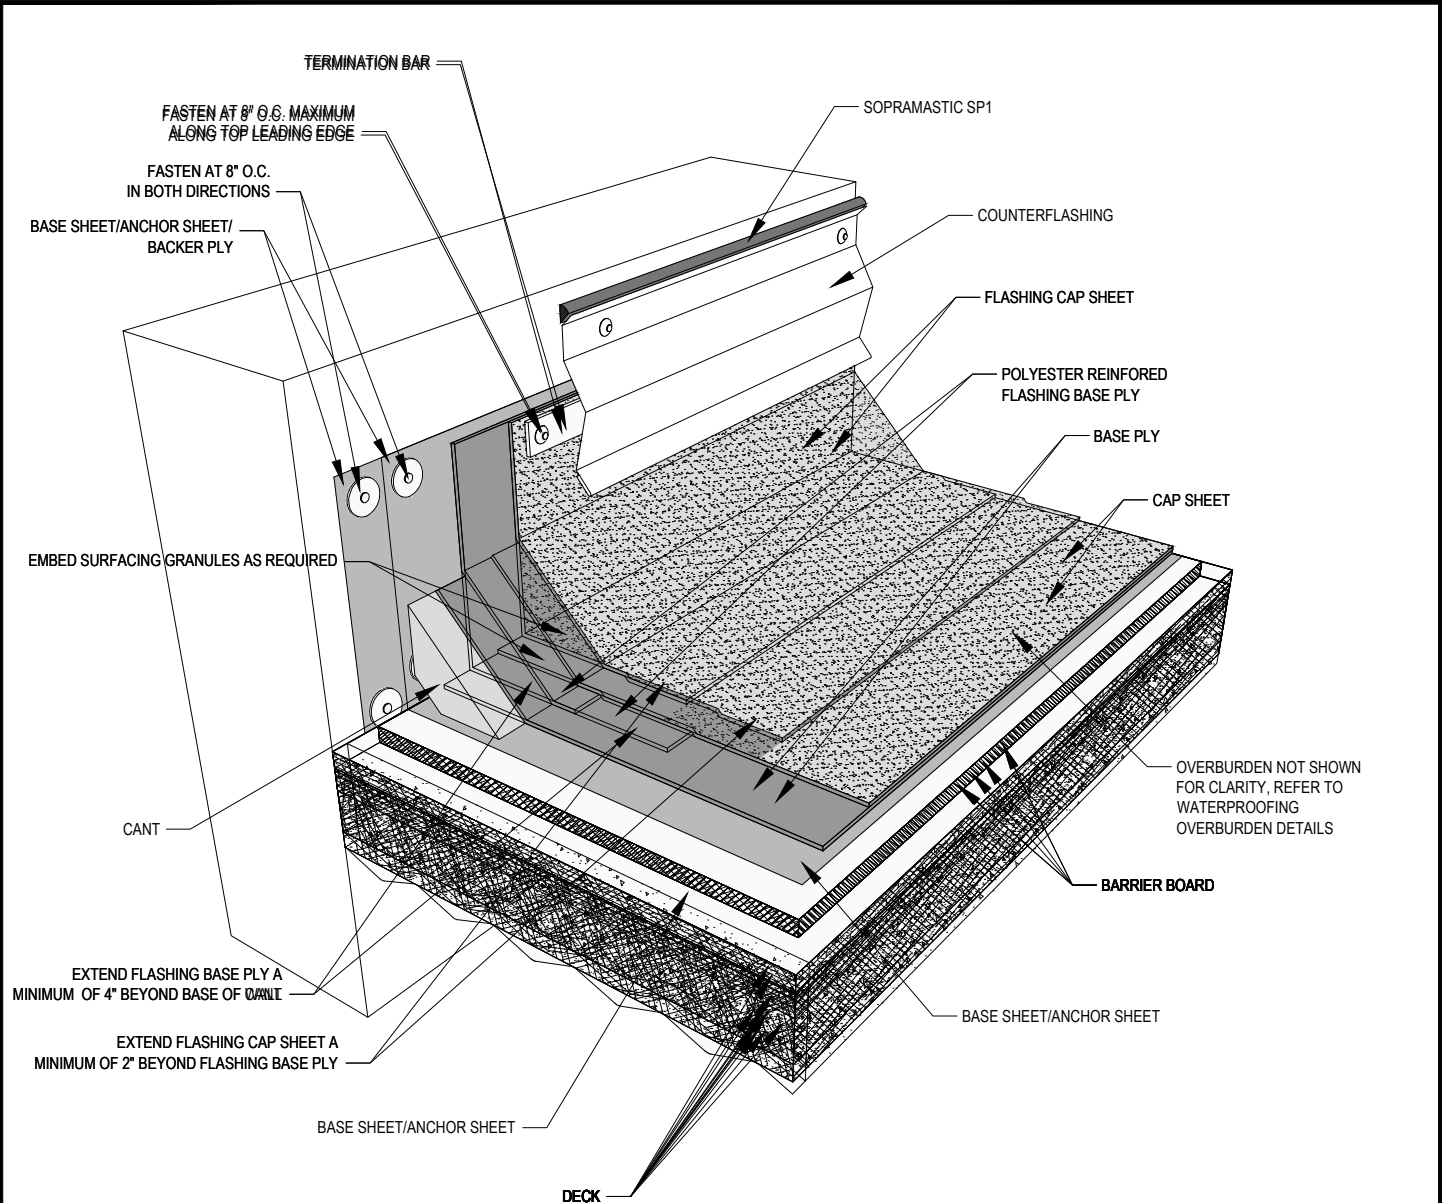 TERMINATION BAR
FASTEN AT 8" O.C. MAXIMUM
ALONG TOP LEADING EDGE
FASTEN AT 8" O.C.
IN BOTH DIRECTIONS
BASE SHEET/ANCHOR SHEET/
BACKER PLY
SOPRAMASTIC SP1
COUNTERFLASHING
FLASHING CAP SHEET
POLYESTER REINFORED
FLASHING BASE PLY
BASE PLY
CAP SHEET
EMBED SURFACING GRANULES AS REQUIRED
CANT
OVERBURDEN NOT SHOWN
FOR CLARITY, REFER TO
WATERPROOFING
OVERBURDEN DETAILS
BARRIER BOARD
EXTEND FLASHING BASE PLY A
MINIMUM OF 4" BEYOND BASE OF
BASE SHEET/ANCHOR SHEET
EXTEND FLASHING CAP SHEET A
MINIMUM OF 2" BEYOND FLASHING BASE PLY
BASE SHEET/ANCHOR SHEET
DECK